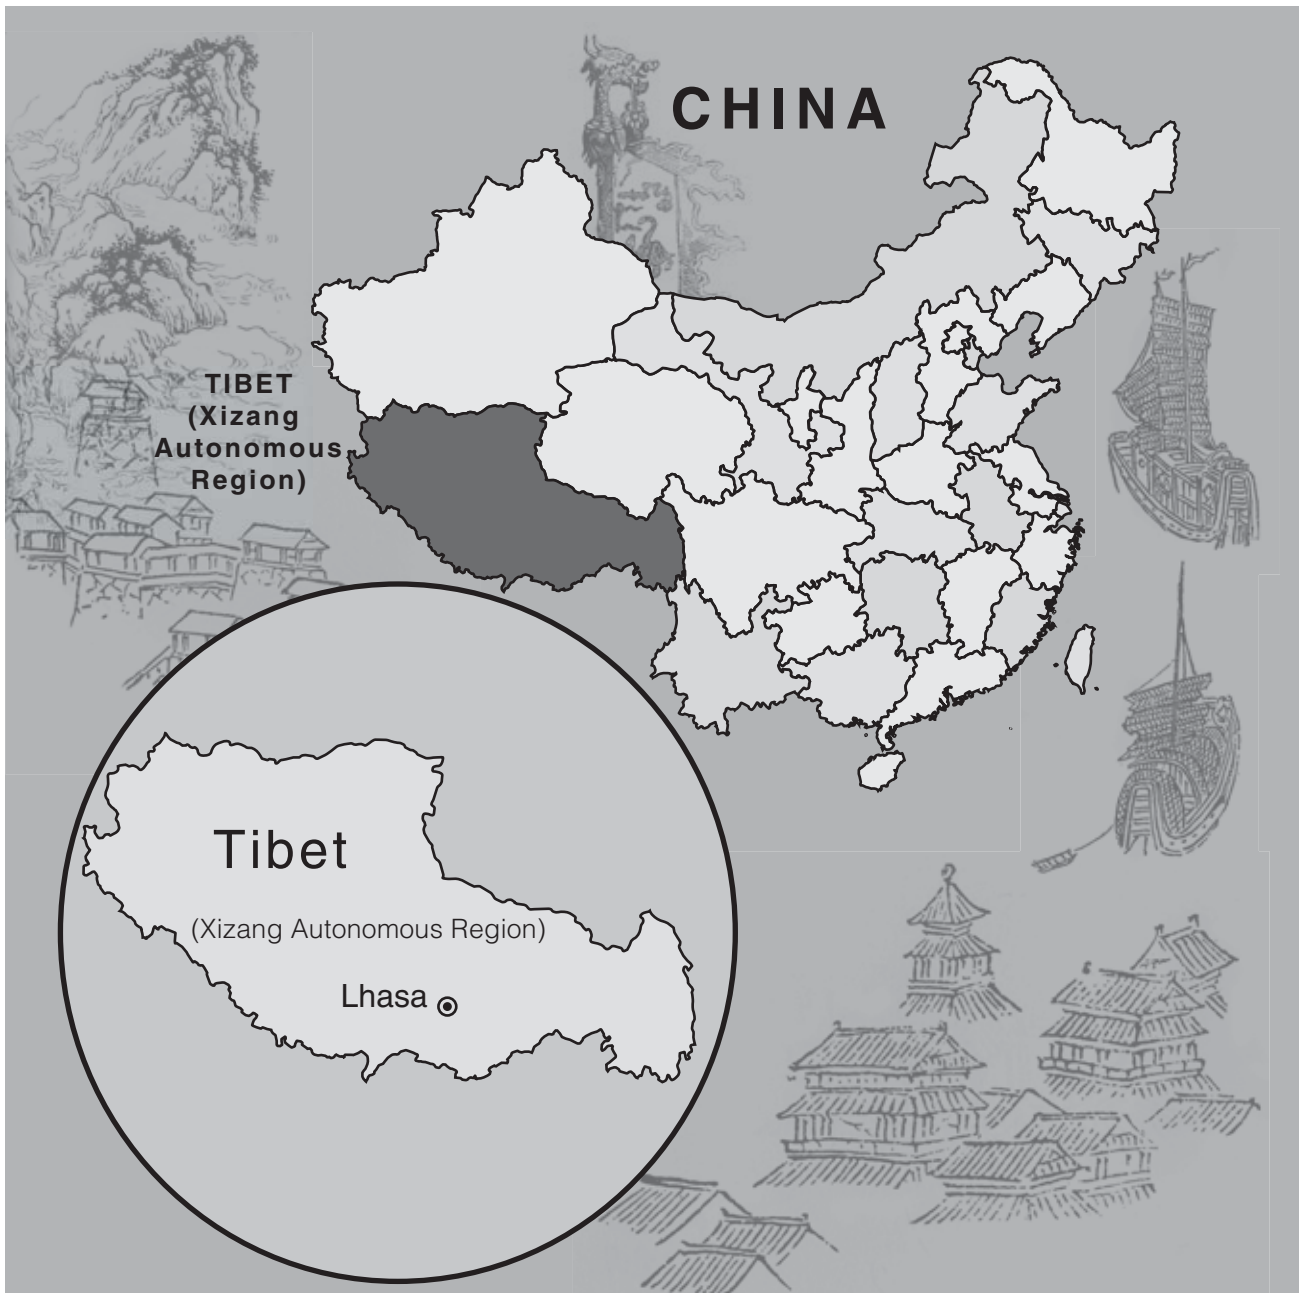 CHINA
TIBET
(Xizang
Autonomous
Region)
Tibet
(Xizang Autonomous Region)
Lhasa